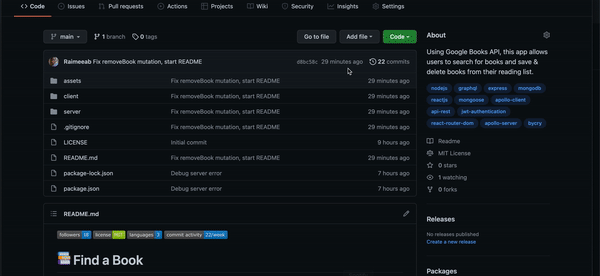 Code Issues Pull requests Actions Projects Wiki Security Insights Settings
main 1 branch 0 tags Go to file Add file Code
Raimeeab Fix removeBook mutation, start README 29 minutes ago 22 commits
assets Fix removeBook mutation, start README 29 minutes ago
client Fix removeBook mutation, start README 29 minutes ago
server Fix removeBook mutation, start README 29 minutes ago
.gitignore Fix removeBook mutation, start README 29 minutes ago
LICENSE Initial commit 9 hours ago
README.md Fix removeBook mutation, start README 29 minutes ago
package-lock.json Debug server error 7 hours ago
package.json Debug server error 7 hours ago
README.md
followers 18 license MIT languages 3 commit activity 22/week
Find a Book
About
Using Google Books API, this app allows
users to search for books and save &
delete books from their reading list.
nodejs graphql express mongodb
reactjs mongoose apollo-client
api-rest jwt-authentication
react-router-dom apollo-server bycry
Readme
MIT License
0 stars
1 watching
0 forks
Releases
No releases published
Create a new release
Packages